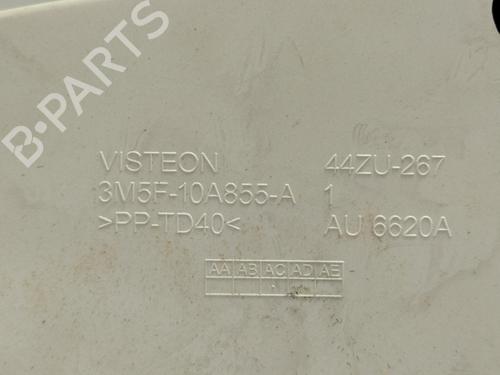 B-PARTS
VISTEON 44ZU-267
3M5F-10A855-A 1
>PP-TD40< AU 6620A
AA AB AC AD AE